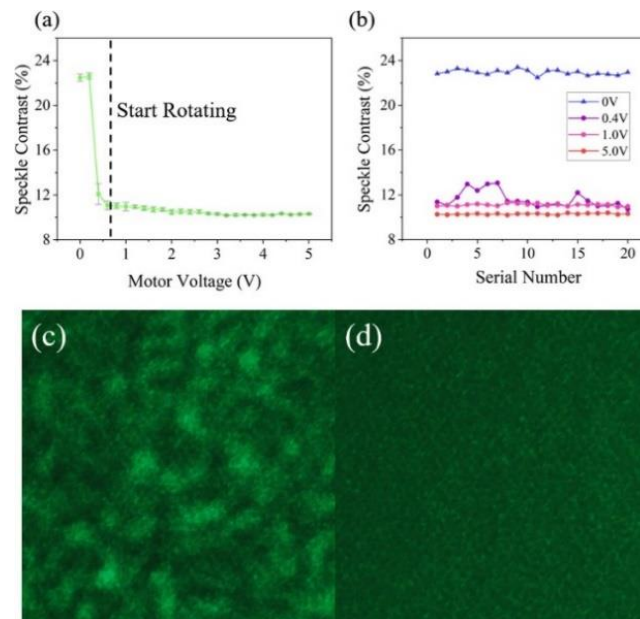 (a)
Speckle Contrast (%)
24
20
16
12
8
Start Rotating
0 1 2 3 4 5
Motor Voltage (V)
(b)
Speckle Contrast (%)
24
20
16
12
8
0V
0.4V
1.0V
5.0V
0 5 10 15 20
Serial Number
(c)
(d)